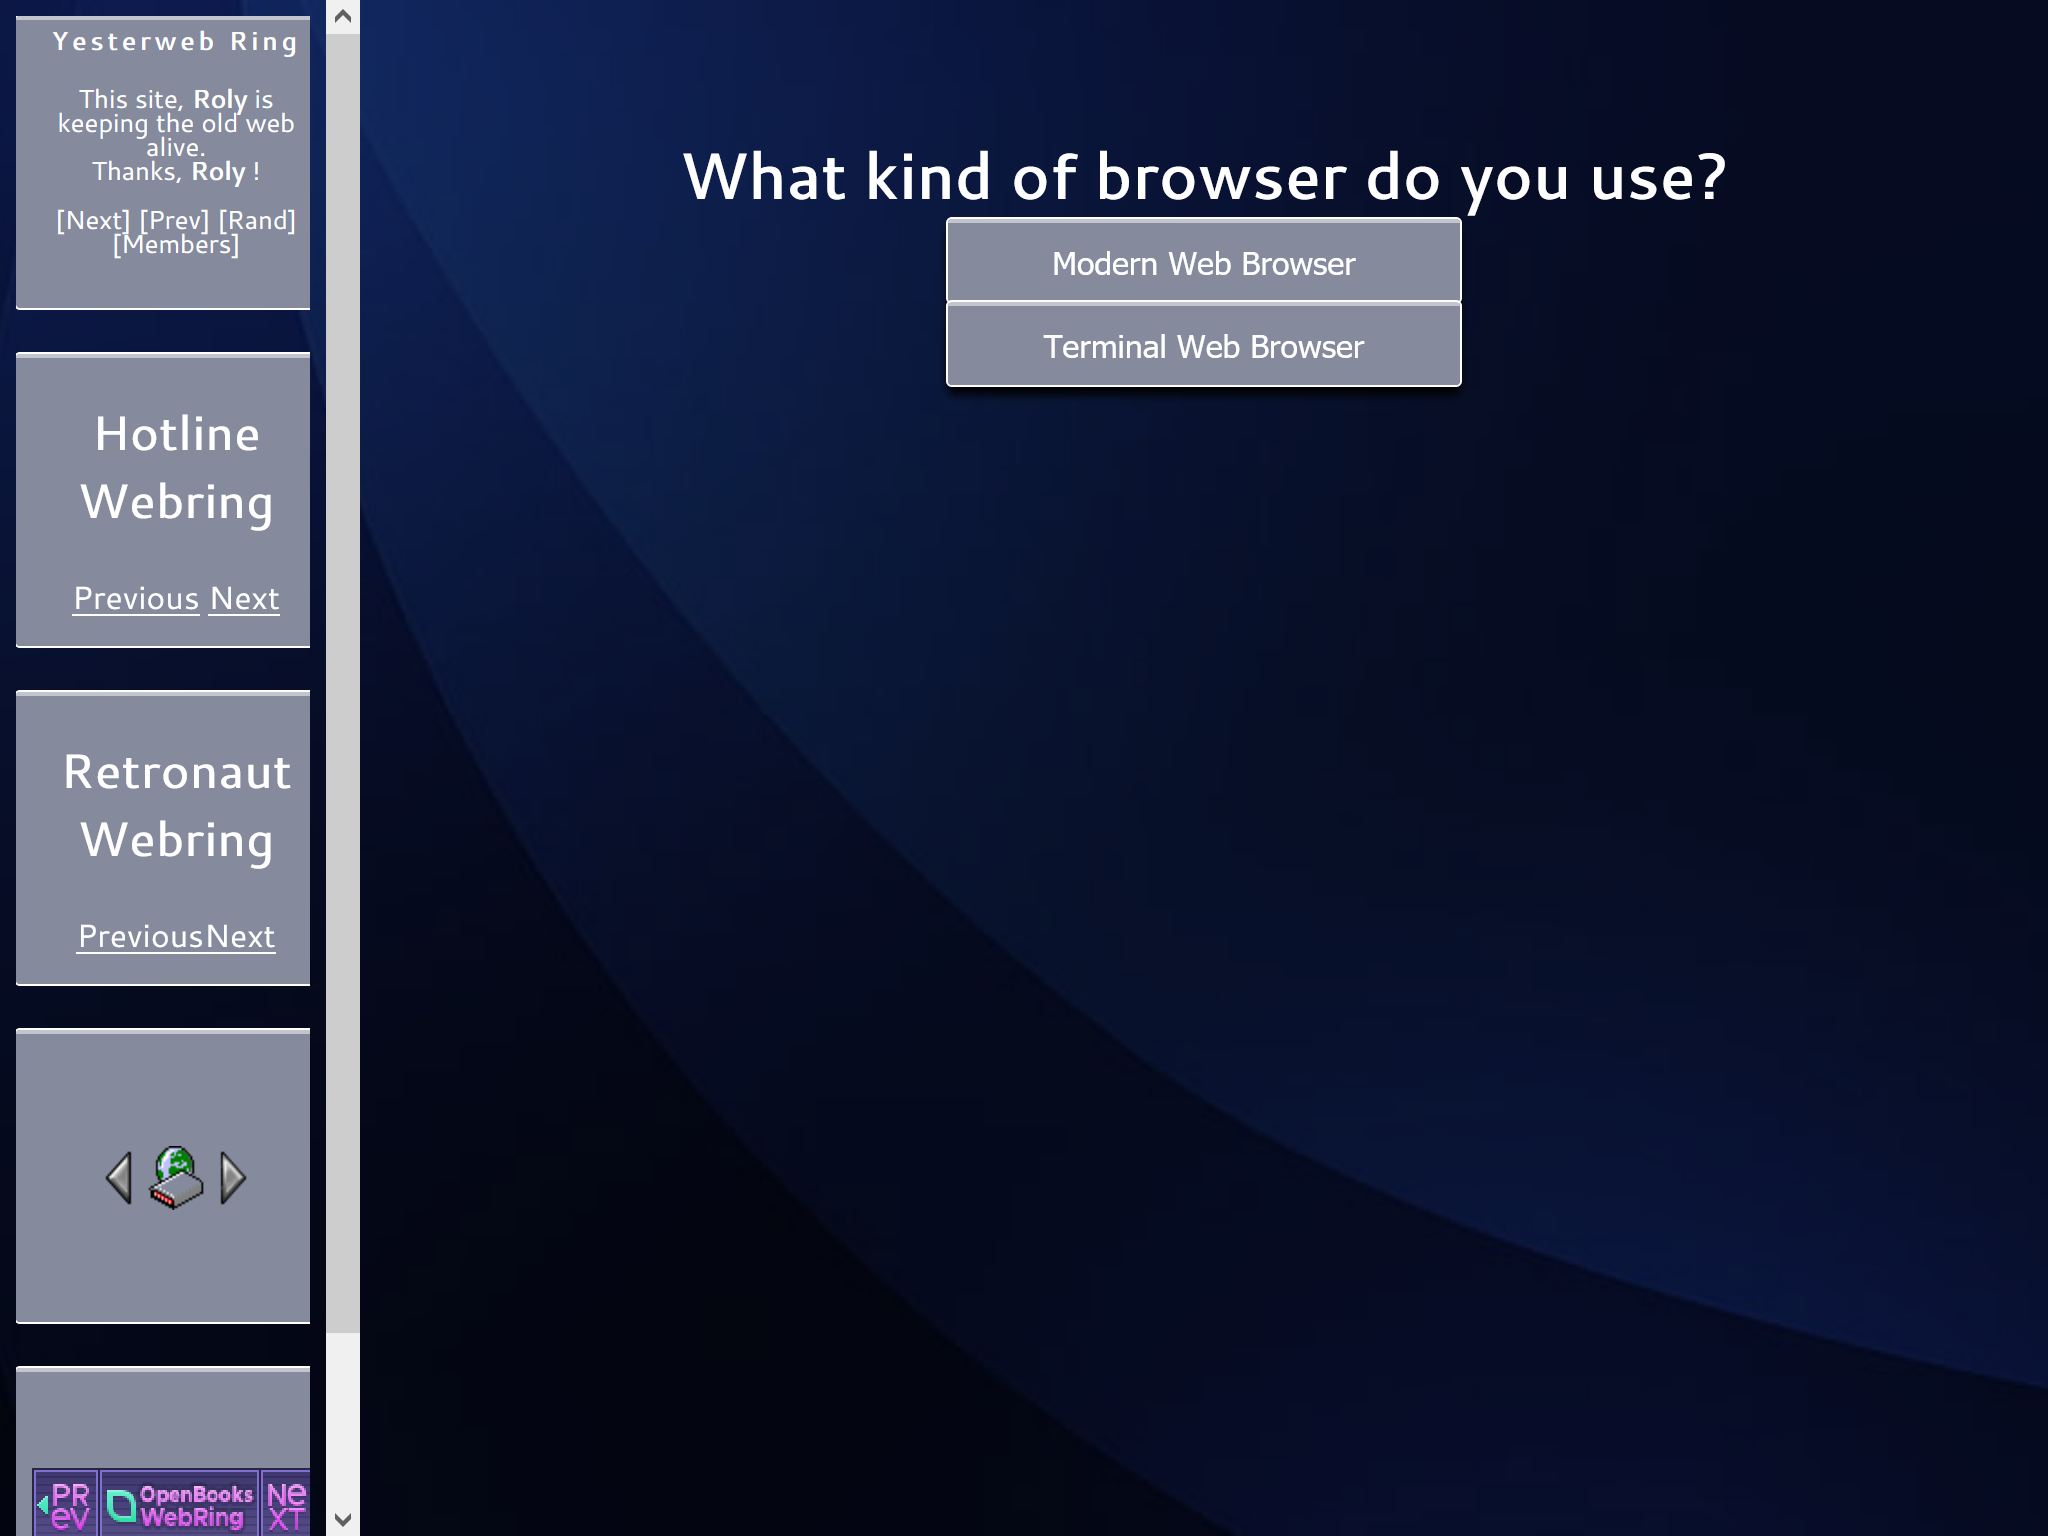 Yesterweb Ring
This site, Roly is
keeping the old web
alive.
Thanks, Roly !
[Next] [Prev] [Rand]
[Members]
Hotline
Webring
Previous Next
Retronaut
Webring
PreviousNext
PRev
OpenBooks
WebRing
NeXT
What kind of browser do you use?
Modern Web Browser
Terminal Web Browser